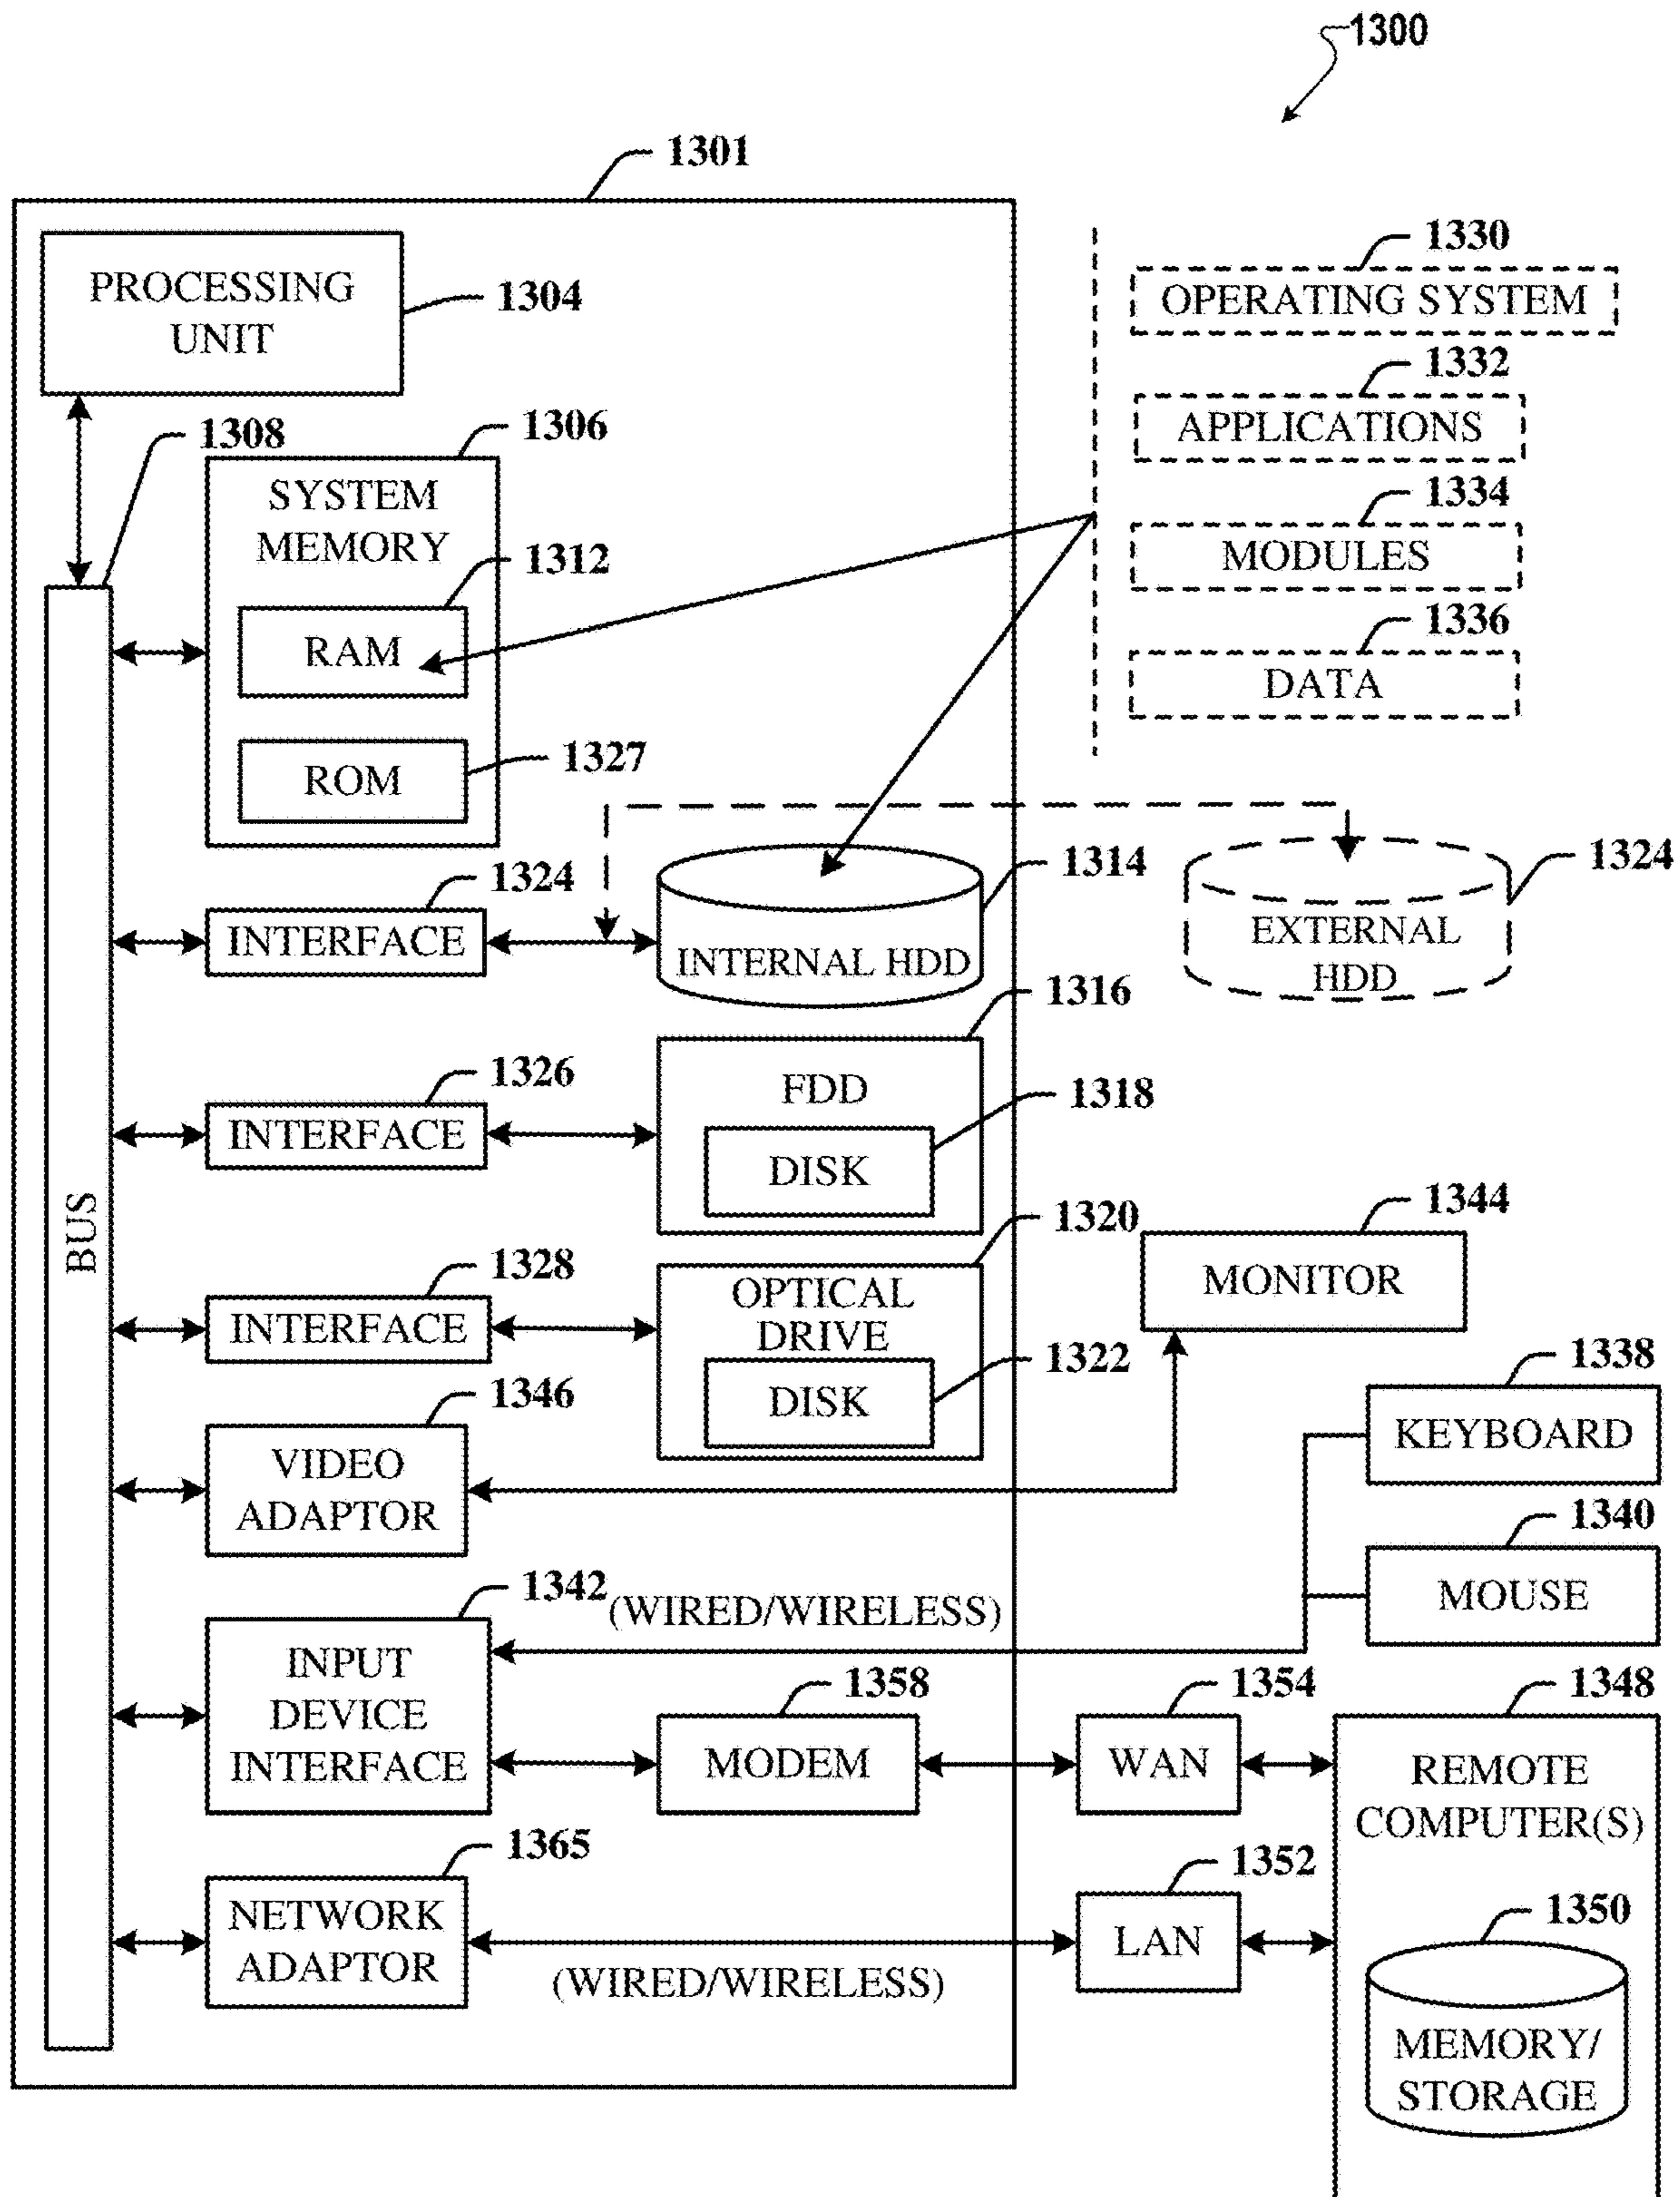 1300
1301
PROCESSING
UNIT
1304
1330
OPERATING SYSTEM
1332
APPLICATIONS
1334
MODULES
1336
DATA
1308
1306
SYSTEM
MEMORY
1312
RAM
1327
ROM
1324
INTERFACE
1314
INTERNAL HDD
1324
EXTERNAL
HDD
1316
FDD
1318
DISK
1326
INTERFACE
BUS
1320
OPTICAL
DRIVE
1322
DISK
1328
INTERFACE
1344
MONITOR
1346
VIDEO
ADAPTOR
1338
KEYBOARD
1340
MOUSE
1342
(WIRED/WIRELESS)
INPUT
DEVICE
INTERFACE
1358
MODEM
1354
WAN
1348
REMOTE
COMPUTER(S)
1365
NETWORK
ADAPTOR
(WIRED/WIRELESS)
1352
LAN
1350
MEMORY/
STORAGE